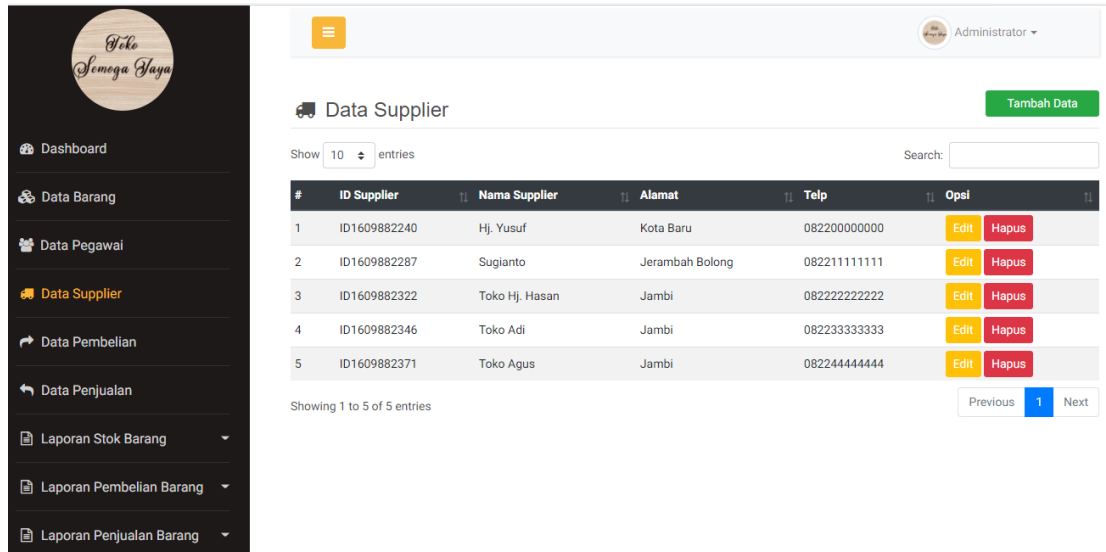 Toko
Semoga Jaya
Administrator
Data Supplier
Tambah Data
Dashboard
Data Barang
Data Pegawai
Data Supplier
Data Pembelian
Data Penjualan
Laporan Stok Barang
Laporan Pembelian Barang
Laporan Penjualan Barang
Show 10 entries
Search:
# ID Supplier Nama Supplier Alamat Telp Opsi
1 ID1609882240 Hj. Yusuf Kota Baru 082200000000 Edit Hapus
2 ID1609882287 Sugianto Jerambah Bolong 082211111111 Edit Hapus
3 ID1609882322 Toko Hj. Hasan Jambi 082222222222 Edit Hapus
4 ID1609882346 Toko Adi Jambi 082233333333 Edit Hapus
5 ID1609882371 Toko Agus Jambi 082244444444 Edit Hapus
Showing 1 to 5 of 5 entries
Previous 1 Next